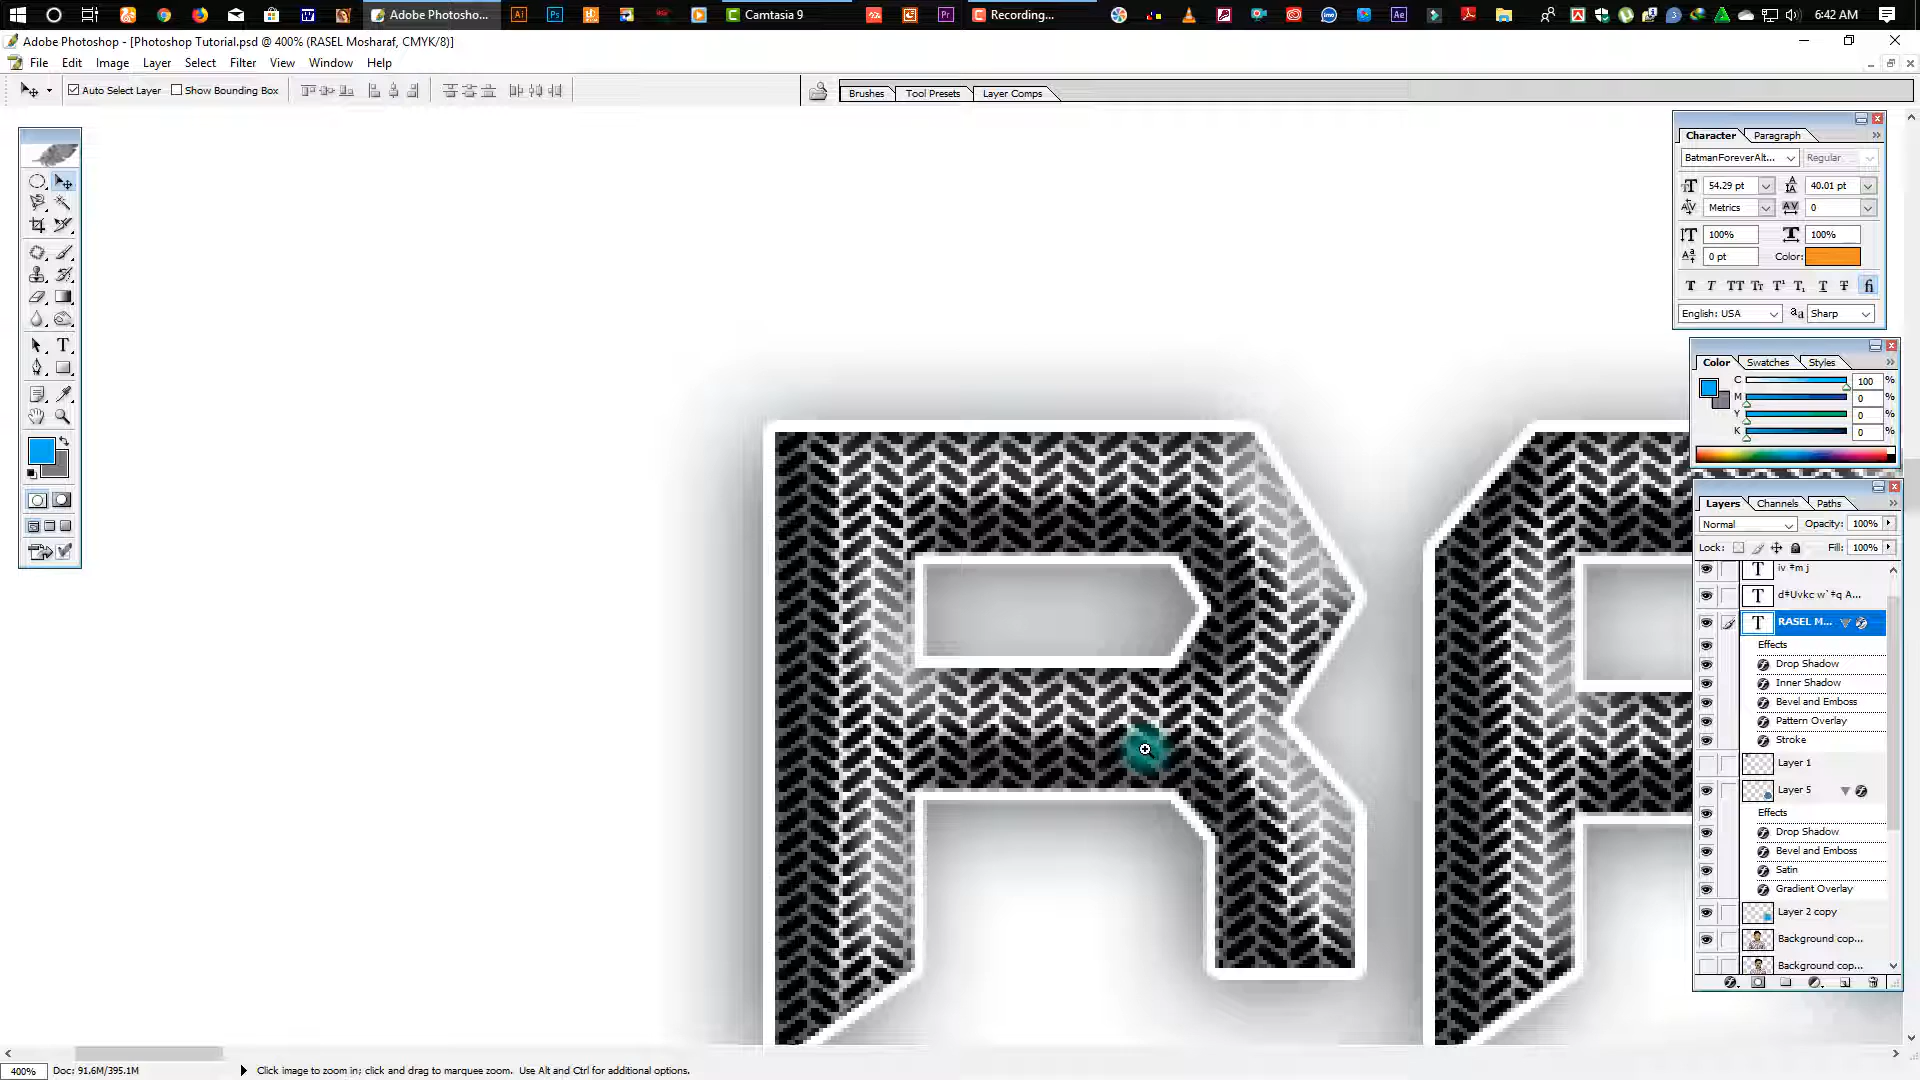 Adobe Photosho...
Camtasia 9
Recording...
6:42 AM
Adobe Photoshop - [Photoshop Tutorial.psd @ 400% (RASEL Mosharaf, CMYK/8)]
File Edit Image Layer Select Filter View Window Help
Auto Select Layer Show Bounding Box
Brushes Tool Presets Layer Comps
Character Paragraph
BatmanForeverAlt... Regular
54.29 pt 40.01 pt
Metrics 0
100% 100%
0 pt Color:
English: USA Sharp
Color Swatches Styles
C 100 %
M 0 %
Y 0 %
K 0 %
Layers Channels Paths
Normal Opacity: 100%
Lock: Fill: 100%
iv ‡m j
d‡Uvkc w`‡q A...
RASEL M...
Effects
Drop Shadow
Inner Shadow
Bevel and Emboss
Pattern Overlay
Stroke
Layer 1
Layer 5
Effects
Drop Shadow
Bevel and Emboss
Satin
Gradient Overlay
Layer 2 copy
Background cop...
Background cop...
RA
400% Doc: 91.6M/395.1M Click image to zoom in; click and drag to marquee zoom. Use Alt and Ctrl for additional options.